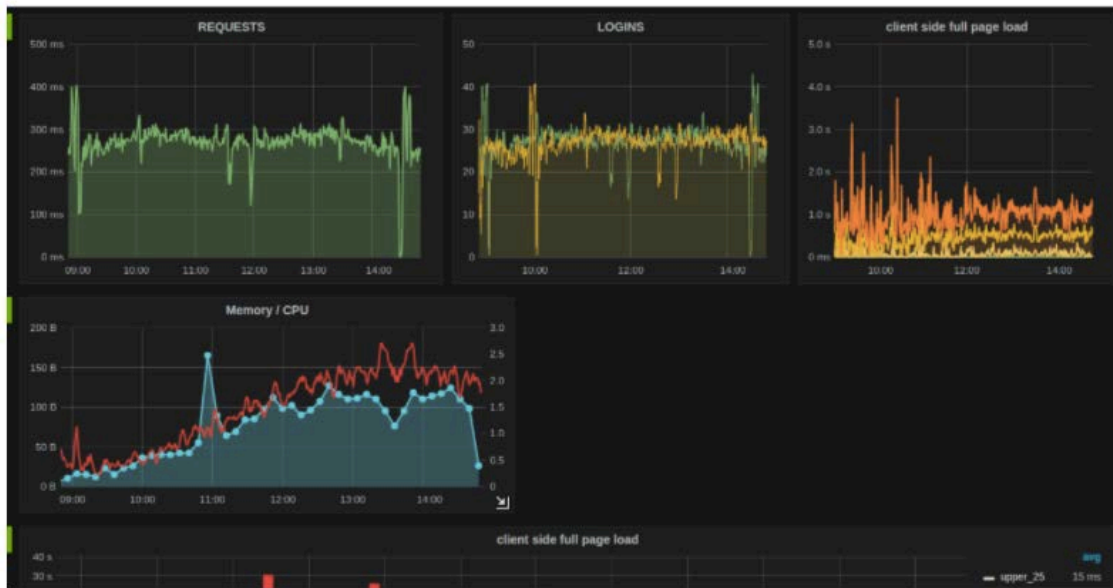 REQUESTS
500 ms
400 ms
300 ms
200 ms
100 ms
0 ms
09:00 10:00 11:00 12:00 13:00 14:00
LOGINS
50
40
30
20
10
0
10:00 12:00 14:00
client side full page load
5.0 s
4.0 s
3.0 s
2.0 s
1.0 s
0 ms
10:00 12:00 14:00
Memory / CPU
200 B
150 B
100 B
50 B
0 B
3.0
2.5
2.0
1.5
1.0
0.5
0
09:00 10:00 11:00 12:00 13:00 14:00
client side full page load
40 s
30 s
avg
upper_25 15 ms